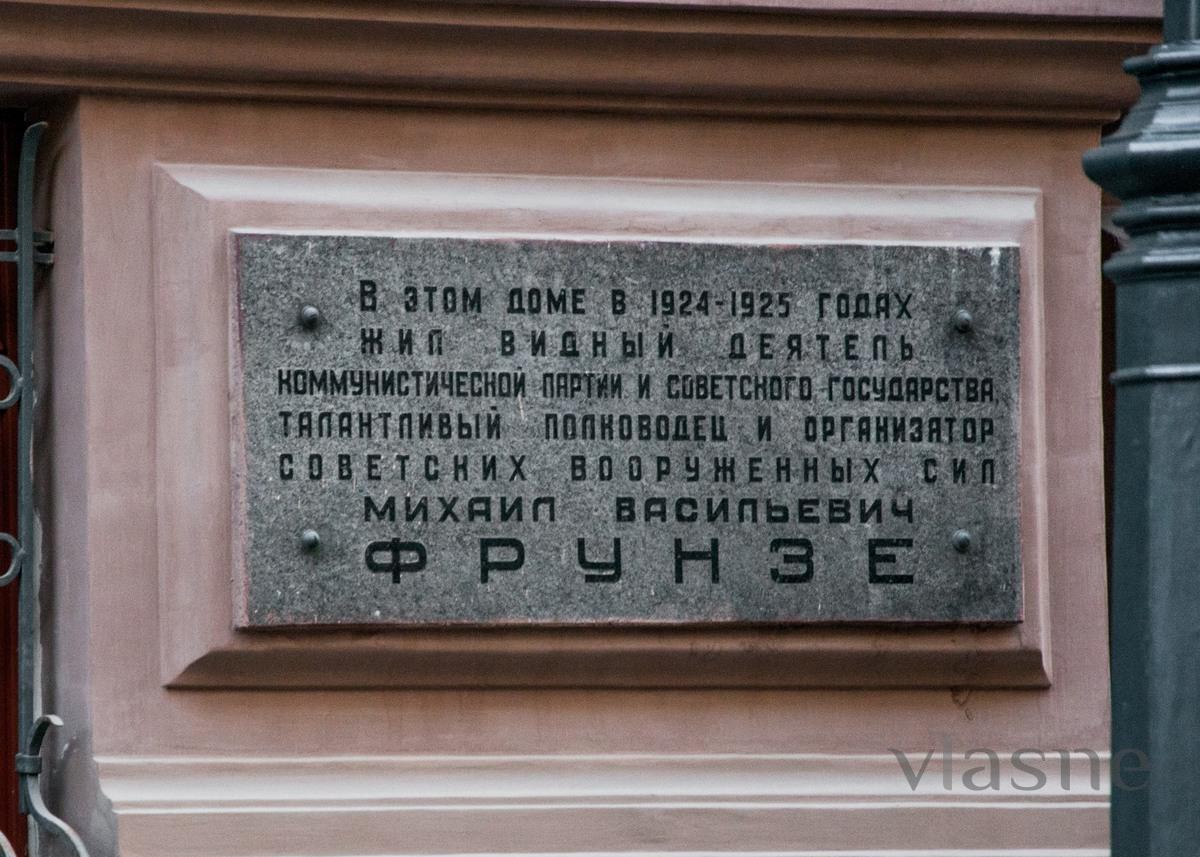 В ЭТОМ ДОМЕ В 1924-1925 ГОДАХ
ЖИЛ ВИДНЫЙ ДЕЯТЕЛЬ
КОММУНИСТИЧЕСКОЙ ПАРТИИ И СОВЕТСКОГО ГОСУДАРСТВА,
ТАЛАНТЛИВЫЙ ПОЛКОВОДЕЦ И ОРГАНИЗАТОР
СОВЕТСКИХ ВООРУЖЕННЫХ СИЛ
МИХАИЛ ВАСИЛЬЕВИЧ
ФРУНЗЕ
vlasne